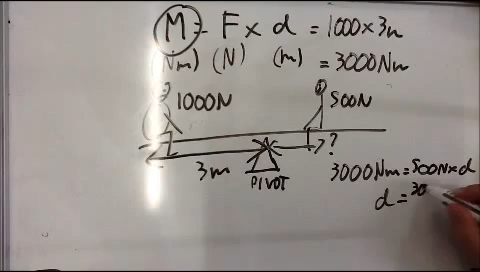 M = F × d = 1000 × 3m
(Nm) (N) (m) = 3000Nm
1000N
500N
3m
PIVOT
?
3000Nm = 500N × d
d = 30